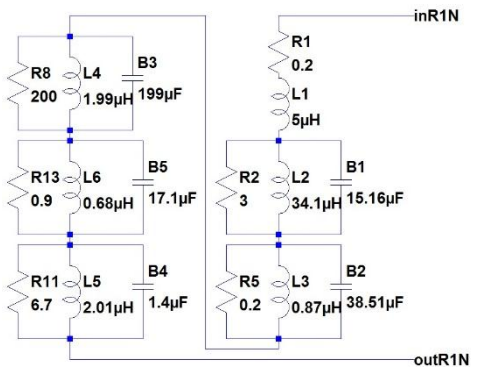 inR1N
R1
0.2
L1
5µH
R8
200
L4
1.99µH
B3
199µF
R13
0.9
L6
0.68µH
B5
17.1µF
R2
3
L2
34.1µH
B1
15.16µF
R11
6.7
L5
2.01µH
B4
1.4µF
R5
0.2
L3
0.87µH
B2
38.51µF
outR1N